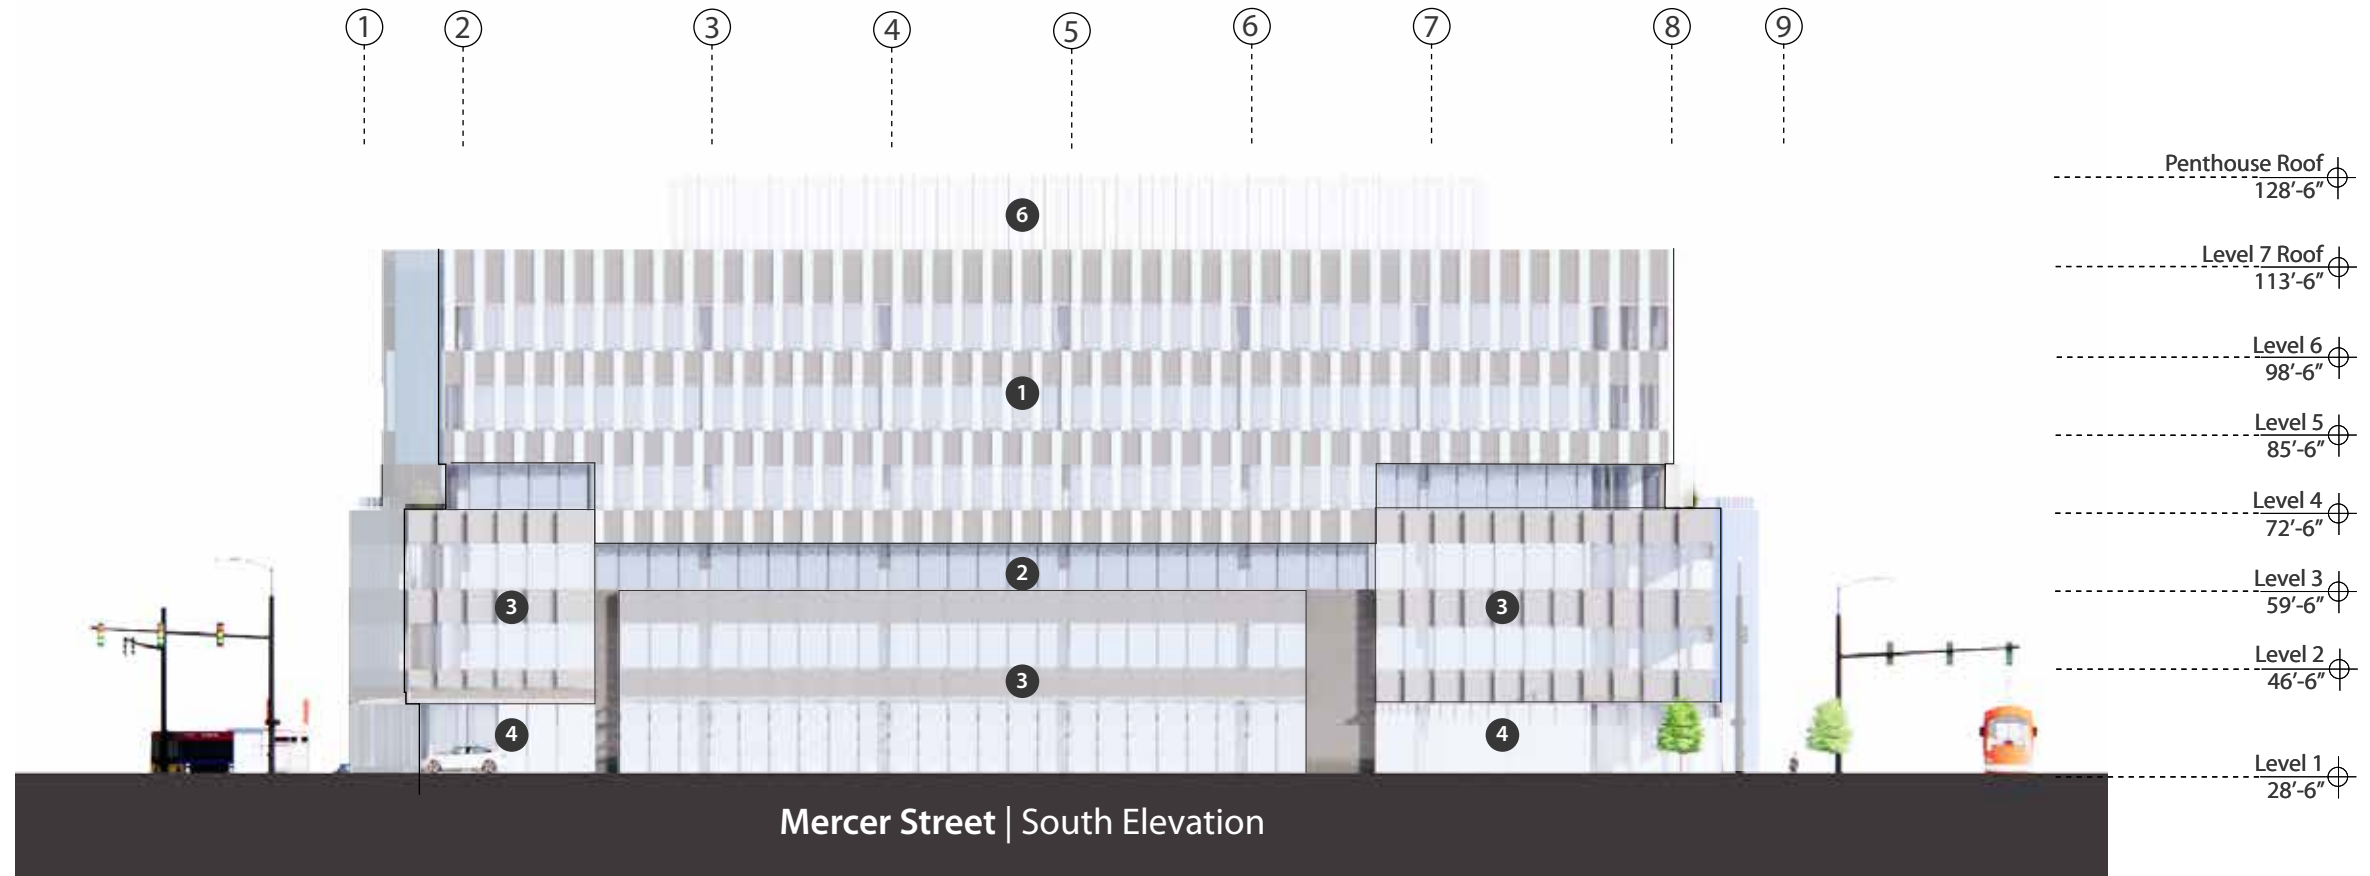 1 2 3 4 5 6 7 8 9
Penthouse Roof
128'-6"
6
Level 7 Roof
113'-6"
Level 6
98'-6"
1
Level 5
85'-6"
Level 4
72'-6"
2
Level 3
59'-6"
3 3
Level 2
46'-6"
3
4 4
Level 1
28'-6"
Mercer Street | South Elevation